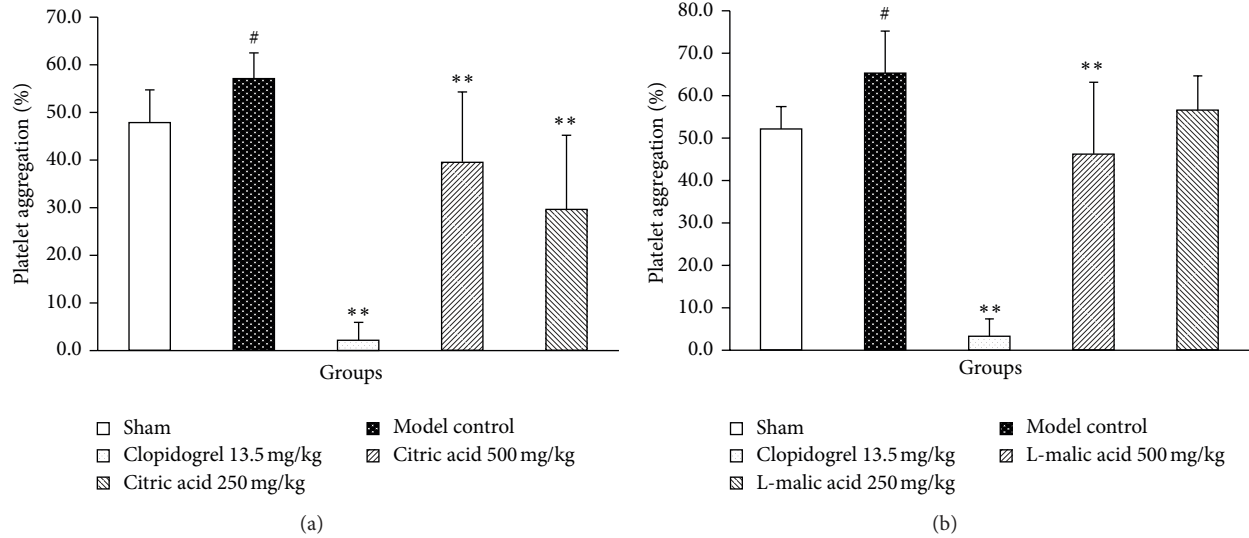 70.0
60.0
50.0
40.0
30.0
20.0
10.0
0.0
Platelet aggregation (%)
#
**
**
**
Groups
Sham
Model control
Clopidogrel 13.5 mg/kg
Citric acid 500 mg/kg
Citric acid 250 mg/kg
(a)
80.0
70.0
60.0
50.0
40.0
30.0
20.0
10.0
0.0
Platelet aggregation (%)
#
**
**
Groups
Sham
Model control
Clopidogrel 13.5 mg/kg
L-malic acid 500 mg/kg
L-malic acid 250 mg/kg
(b)